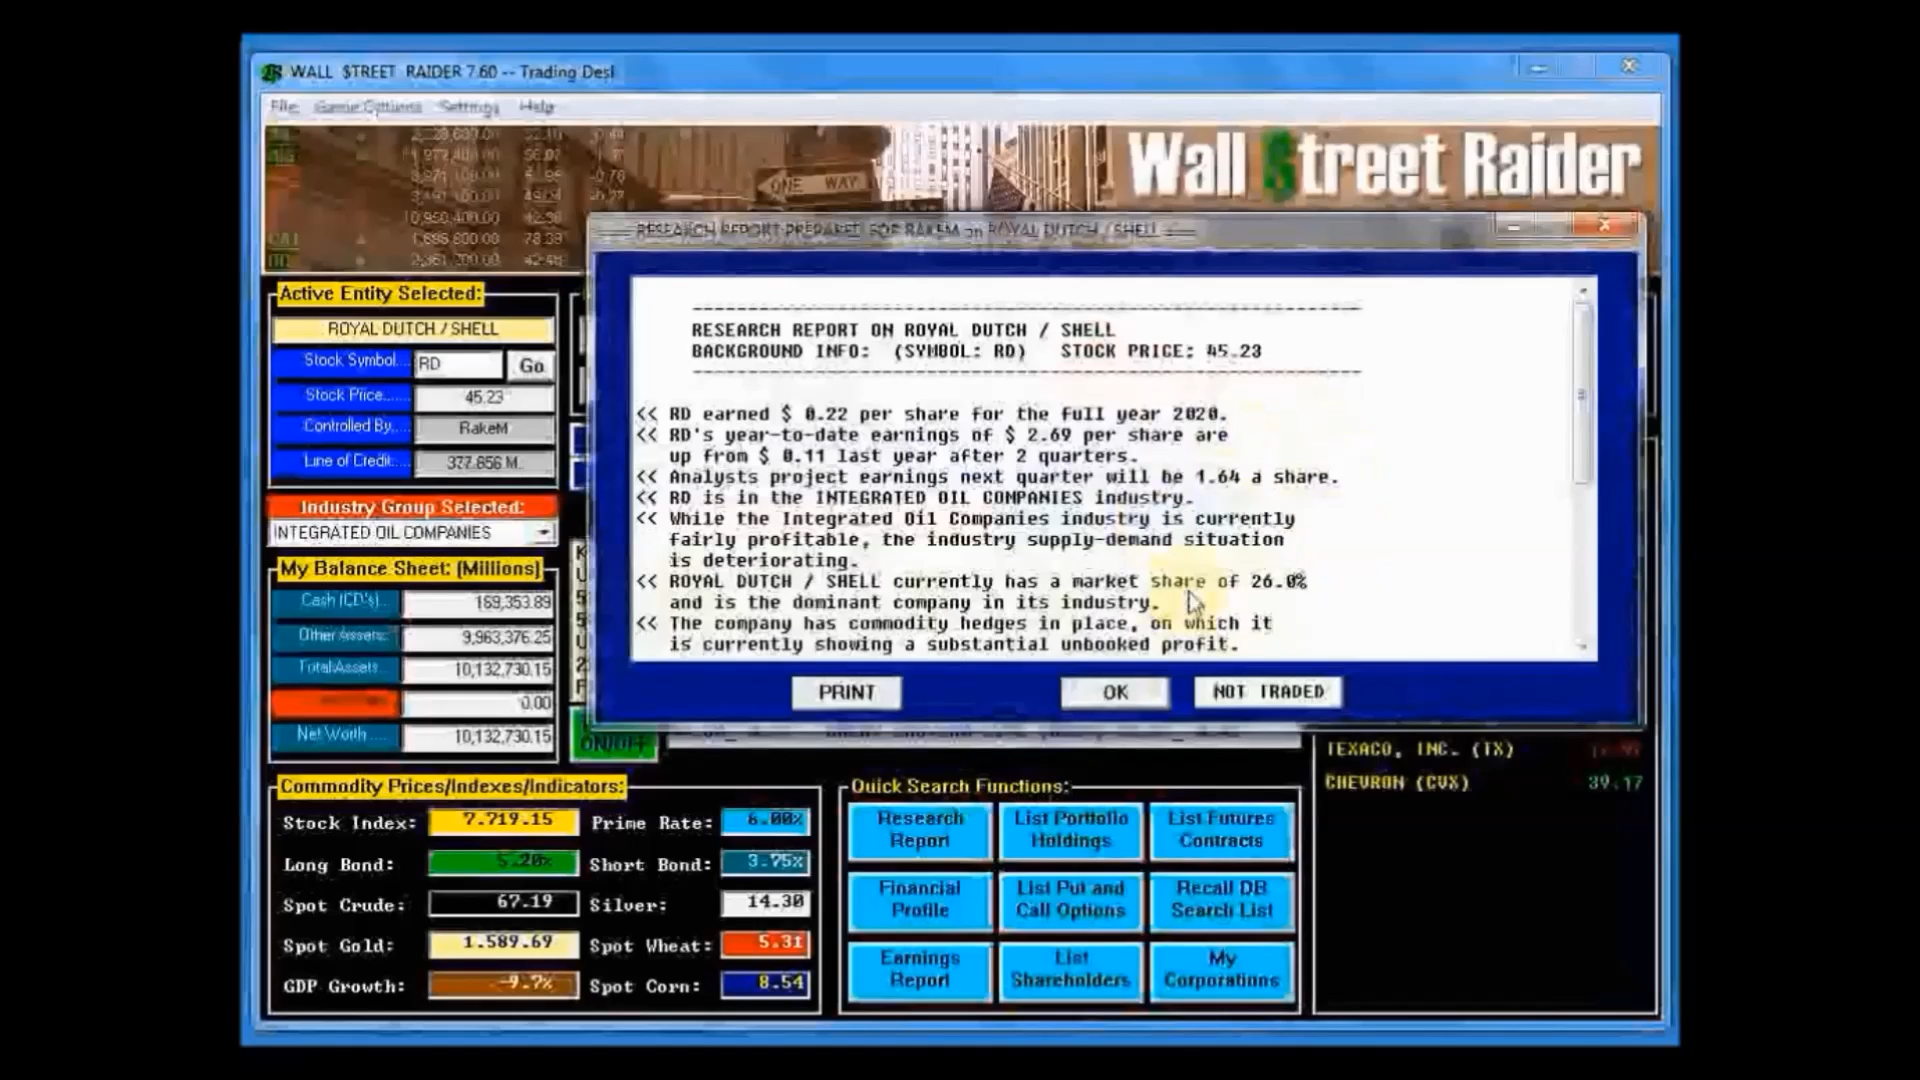 WALL $TREET RAIDER 7.60 -- Trading Desk
File Game Options Settings Help
ONE WAY
Wall $treet Raider
RESEARCH REPORT PREPARED FOR RAKEM on ROYAL DUTCH / SHELL
Active Entity Selected:
ROYAL DUTCH / SHELL
Stock Symbol... RD Go
Stock Price...... 45.23
Controlled By.... RakeM
Line of Credit.... 377,856 M
Industry Group Selected:
INTEGRATED OIL COMPANIES
My Balance Sheet: (Millions)
Cash (CD's).. 169,353.89
Other Assets: 9,963,376.25
Total Assets 10,132,730.15
0.00
Net Worth .... 10,132,730.15
RESEARCH REPORT ON ROYAL DUTCH / SHELL
BACKGROUND INFO: (SYMBOL: RD) STOCK PRICE: 45.23
<< RD earned $ 0.22 per share for the full year 2020.
<< RD's year-to-date earnings of $ 2.69 per share are
up from $ 0.11 last year after 2 quarters.
<< Analysts project earnings next quarter will be 1.64 a share.
<< RD is in the INTEGRATED OIL COMPANIES industry.
<< While the Integrated Oil Companies industry is currently
fairly profitable, the industry supply-demand situation
is deteriorating.
<< ROYAL DUTCH / SHELL currently has a market share of 26.0%
and is the dominant company in its industry.
<< The company has commodity hedges in place, on which it
is currently showing a substantial unbooked profit.
PRINT OK NOT TRADED
ON/OFF
TEXACO, INC. (TX)
CHEVRON (CVX) 39.17
Commodity Prices/Indexes/Indicators:
Stock Index: 7,719.15 Prime Rate: 6.00%
Long Bond: 5.20% Short Bond: 3.75%
Spot Crude: 67.19 Silver: 14.30
Spot Gold: 1,589.69 Spot Wheat: 5.31
GDP Growth: -9.7% Spot Corn: 8.54
Quick Search Functions:
Research Report
List Portfolio Holdings
List Futures Contracts
Financial Profile
List Put and Call Options
Recall DB Search List
Earnings Report
List Shareholders
My Corporations